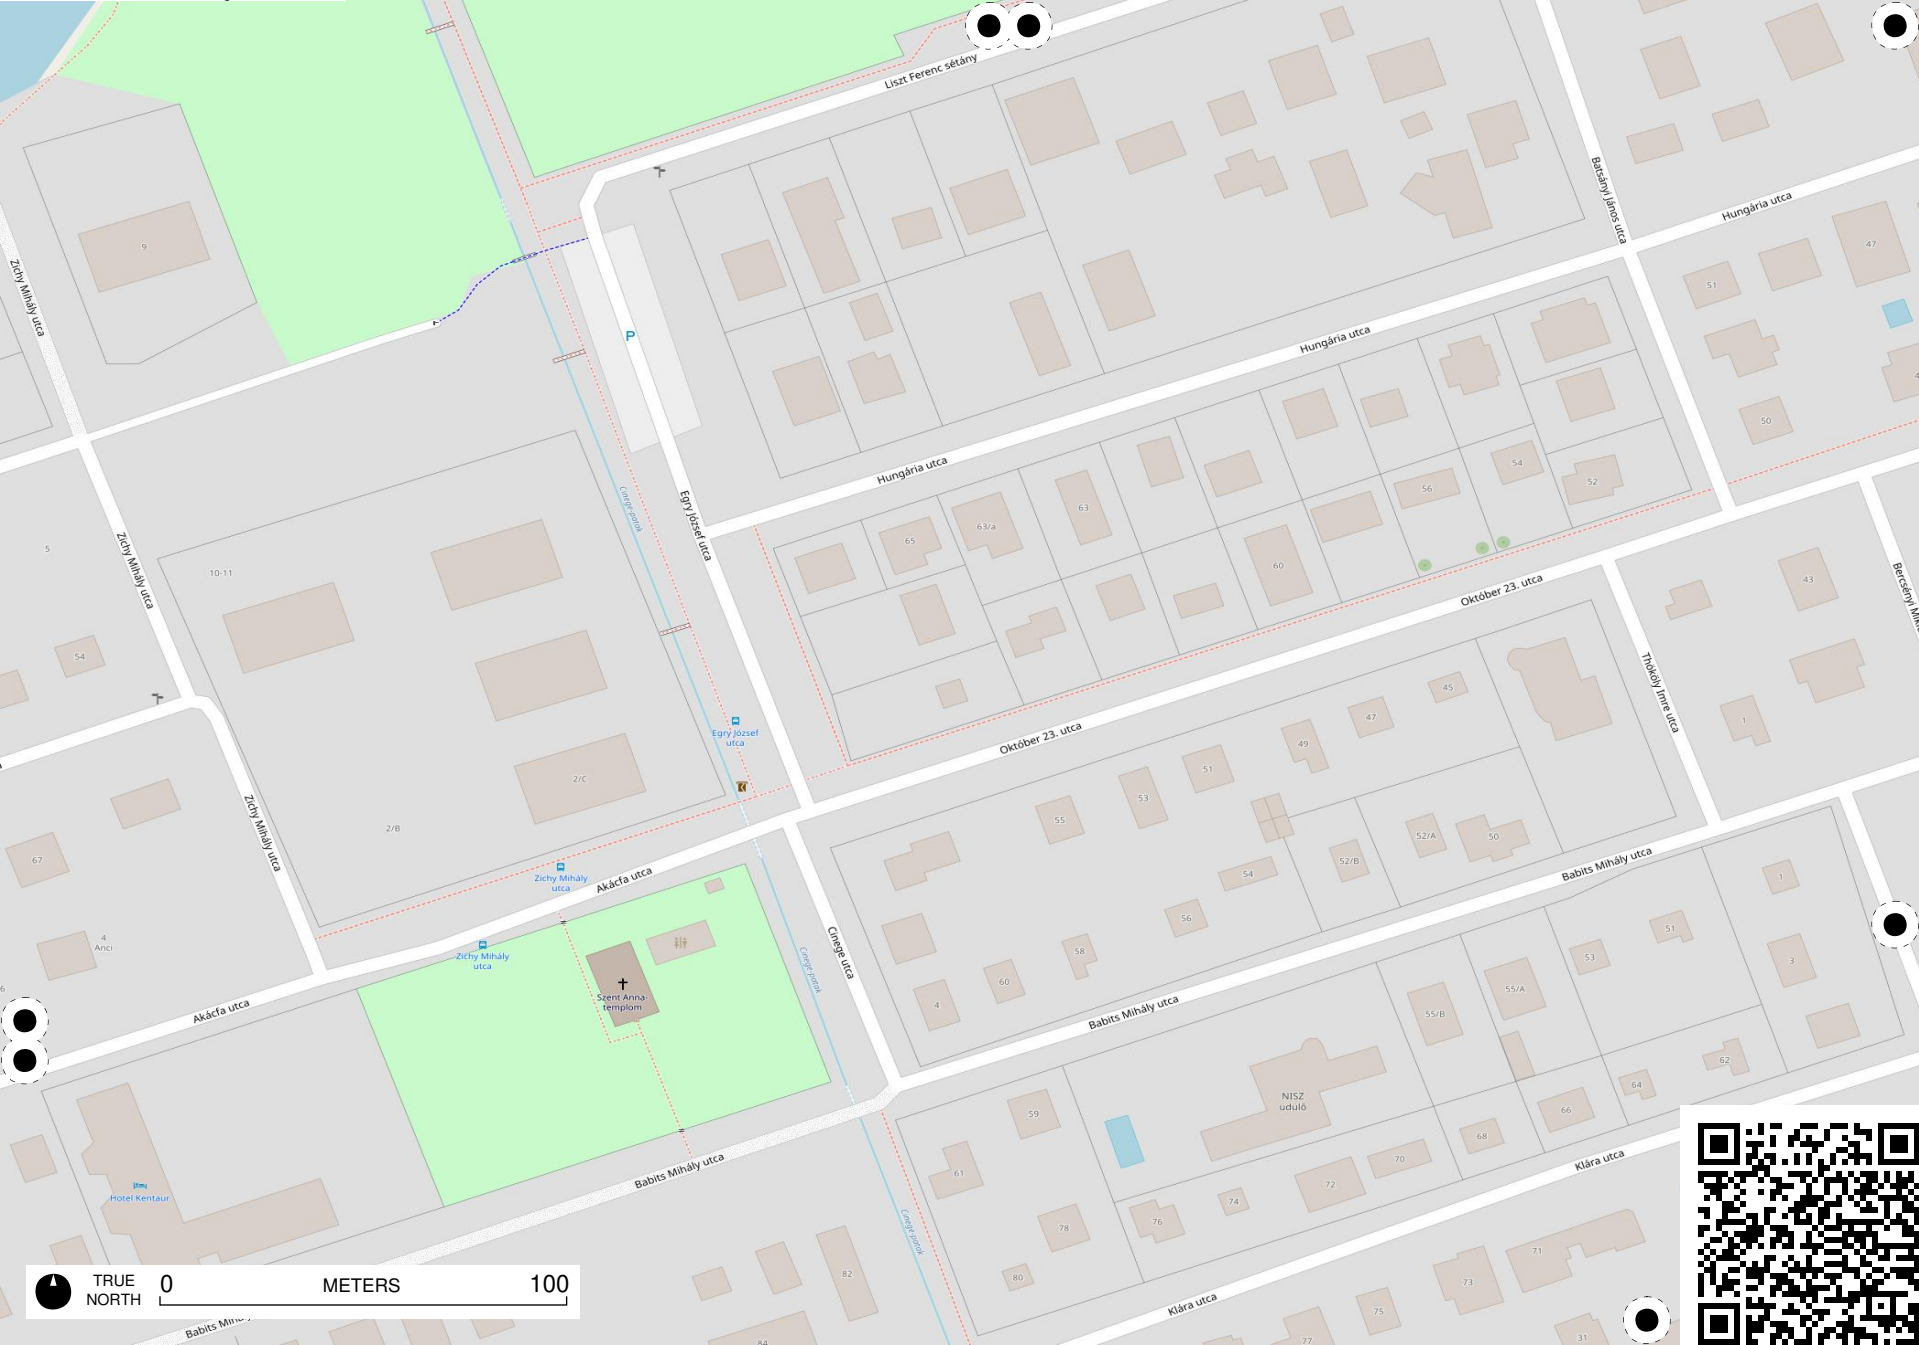 Liszt Ferenc sétány
Batsányi János utca
Hungária utca
9
47
51
Zichy Mihály utca
P
Hungária utca
50
Hungária utca
54
56
52
Cinege-patak
Egry József utca
63/a
63
65
5
10-11
Zichy Mihály utca
60
43
Október 23. utca
54
Thököly Imre utca
45
47
1
Egry József
utca
Október 23. utca
49
51
2/C
53
55
2/B
Zichy Mihály utca
52/A
50
52/B
67
Zichy Mihály
utca
Akácfa utca
54
Babits Mihály utca
1
56
51
4
Anci
Zichy Mihály
utca
Cinege utca
Cinege-patak
58
53
3
60
55/A
Szent Anna-
templom
4
6
Akácfa utca
Babits Mihály utca
55/B
62
64
NISZ
üdülő
59
66
68
70
61
Babits Mihály utca
Klára utca
72
74
Hotel Kentaur
76
78
Cinege-patak
71
80
82
73
TRUE
NORTH
0 METERS 100
Klára utca
75
31
77
84